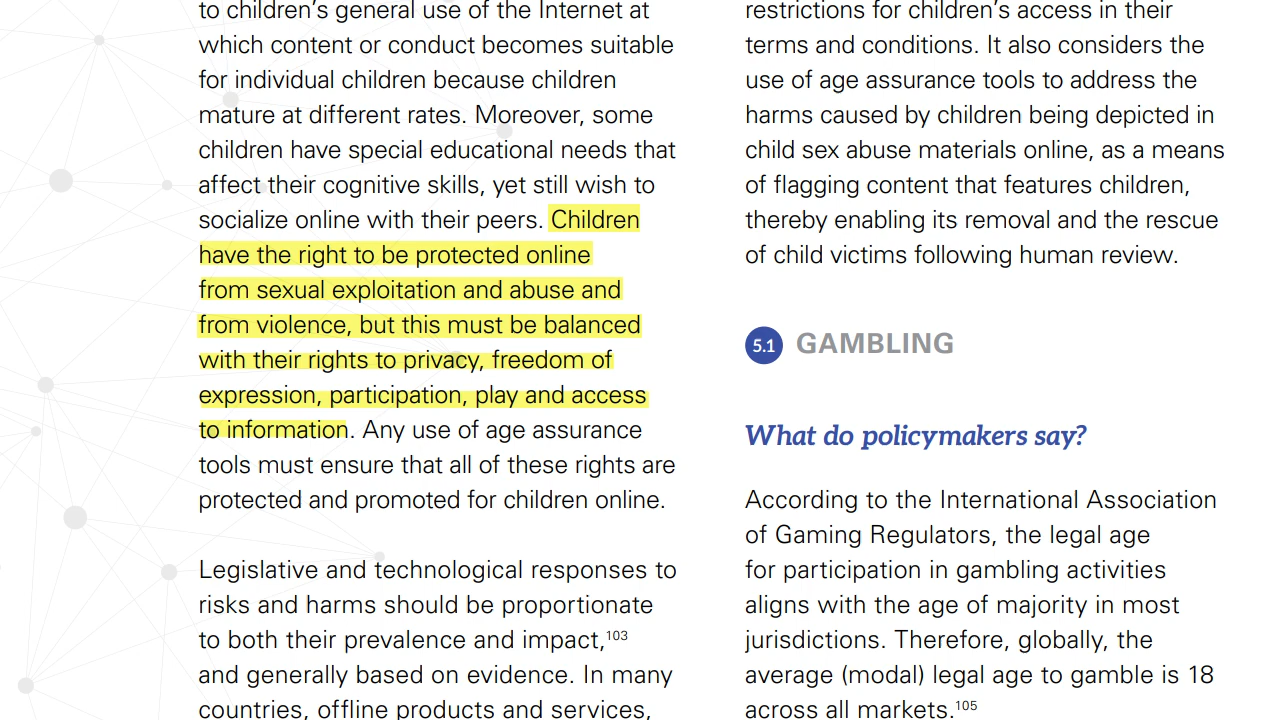 to children’s general use of the Internet at
which content or conduct becomes suitable
for individual children because children
mature at different rates. Moreover, some
children have special educational needs that
affect their cognitive skills, yet still wish to
socialize online with their peers. Children
have the right to be protected online
from sexual exploitation and abuse and
from violence, but this must be balanced
with their rights to privacy, freedom of
expression, participation, play and access
to information. Any use of age assurance
tools must ensure that all of these rights are
protected and promoted for children online.
Legislative and technological responses to
risks and harms should be proportionate
to both their prevalence and impact,103
and generally based on evidence. In many
countries, offline products and services,
restrictions for children’s access in their
terms and conditions. It also considers the
use of age assurance tools to address the
harms caused by children being depicted in
child sex abuse materials online, as a means
of flagging content that features children,
thereby enabling its removal and the rescue
of child victims following human review.
5.1 GAMBLING
What do policymakers say?
According to the International Association
of Gaming Regulators, the legal age
for participation in gambling activities
aligns with the age of majority in most
jurisdictions. Therefore, globally, the
average (modal) legal age to gamble is 18
across all markets.105